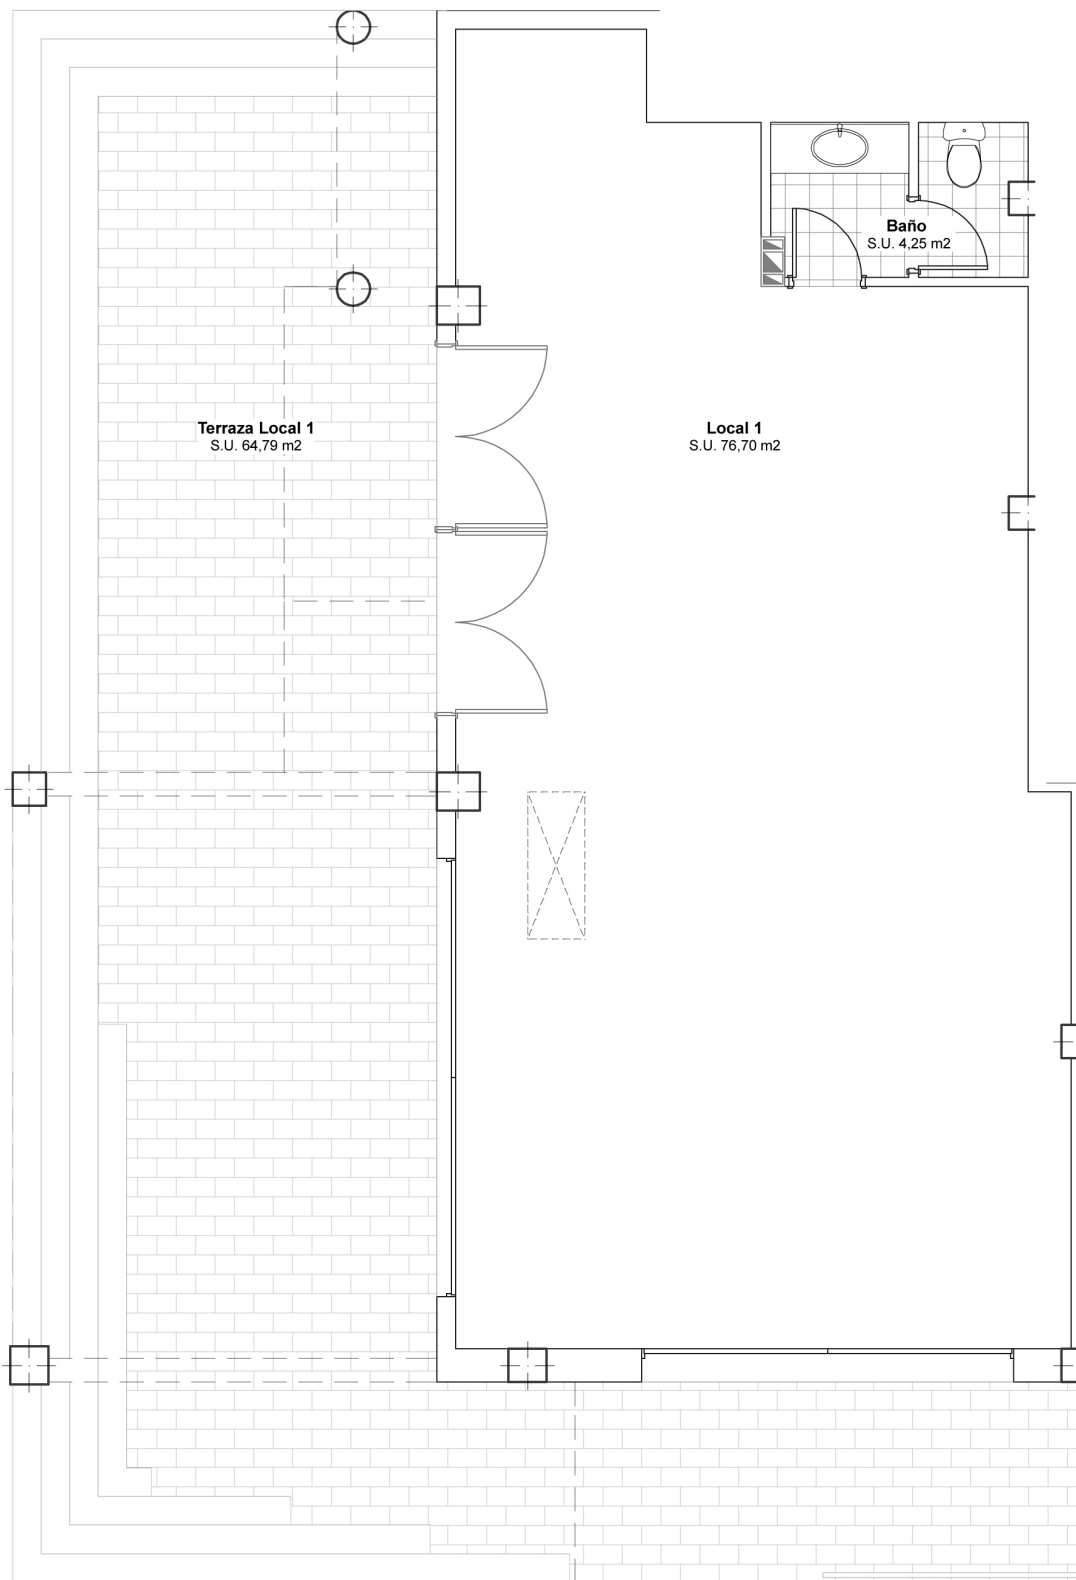 Baño
S.U. 4,25 m2
Terraza Local 1
S.U. 64,79 m2
Local 1
S.U. 76,70 m2